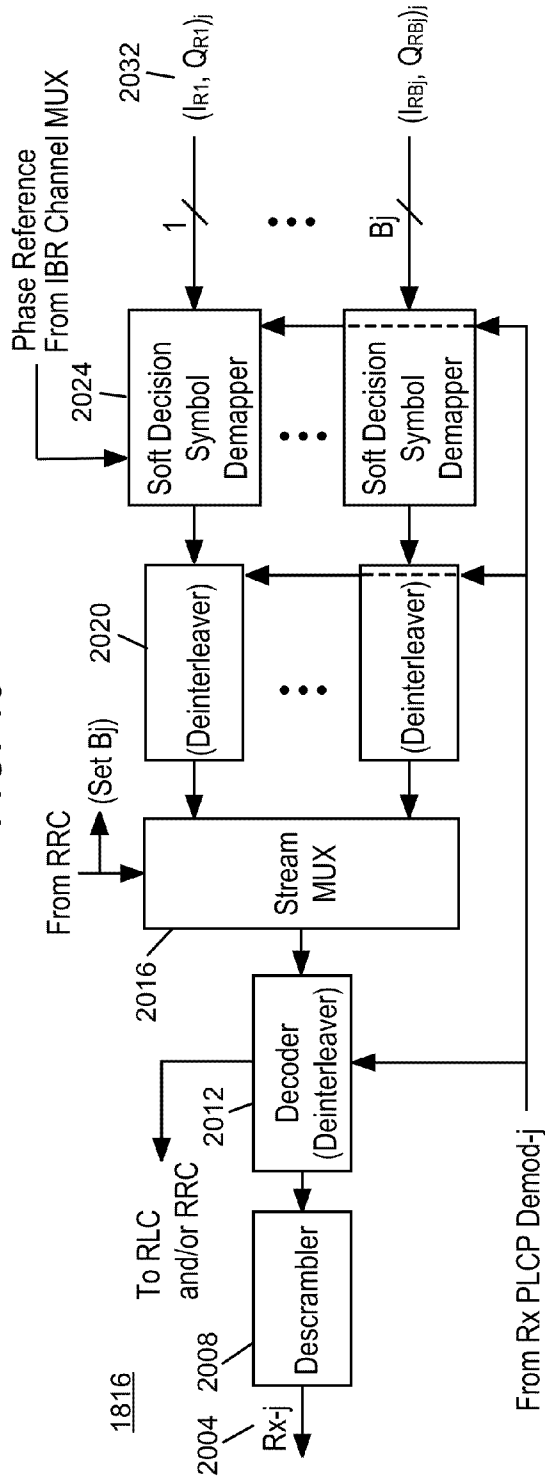 Phase Reference
From IBR Channel MUX
From RRC
(Set Bj)
To RLC
and/or RRC
1816
2004
Rx-j
2008
Descrambler
2012
Decoder
(Deinterleaver)
2016
Stream
MUX
2020
(Deinterleaver)
•••
(Deinterleaver)
2024
Soft Decision
Symbol
Demapper
•••
Soft Decision
Symbol
Demapper
1
•••
Bj
2032
(IR1, QR1)j
(IRBj, QRBj)j
From Rx PLCP Demod-j